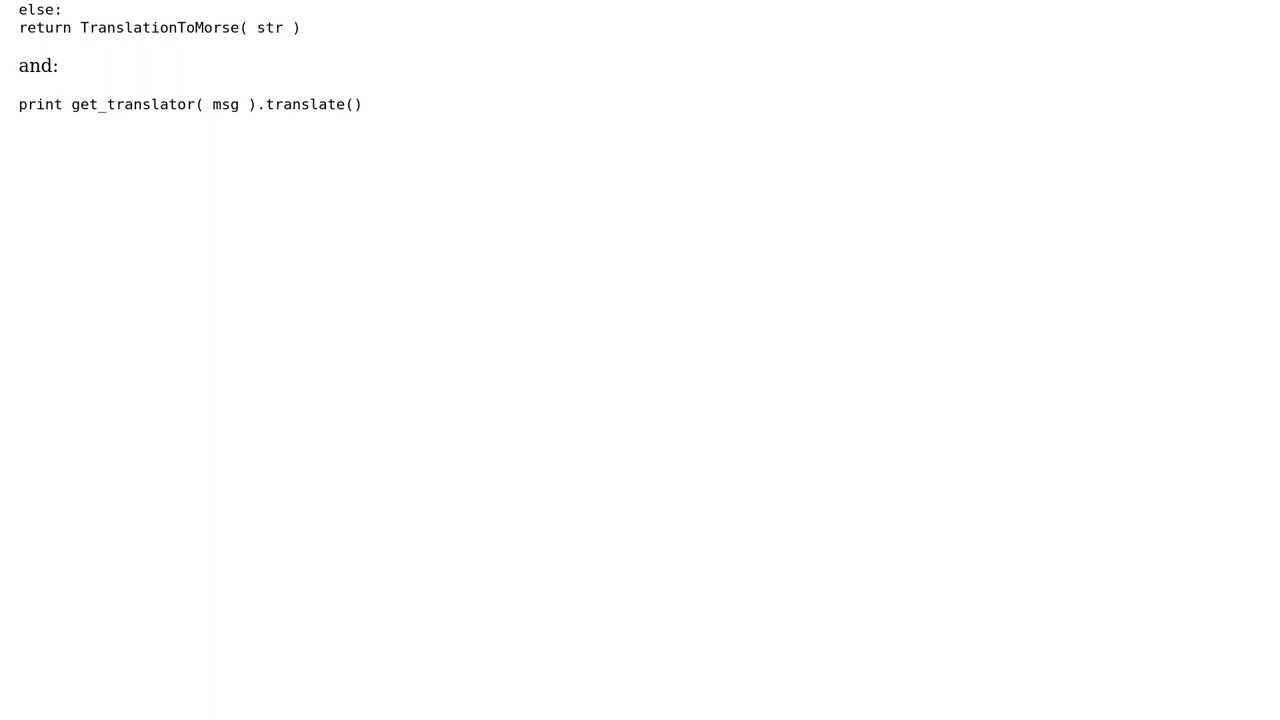 else:
return TranslationToMorse( str )
and:
print get_translator( msg ).translate()